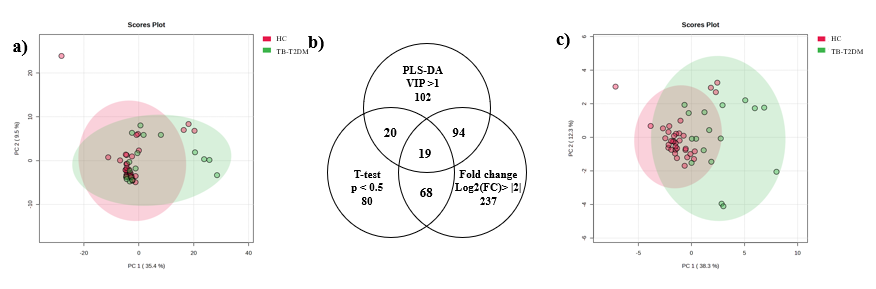 a)
Scores Plot
HC
TB-T2DM
PC 2 ( 9.5 %)
20
10
0
-10
-20
0
20
40
PC 1 ( 35.4 %)
b)
PLS-DA
VIP >1
102
20
94
19
T-test
p < 0.5
80
68
Fold change
Log2(FC)> |2|
237
c)
Scores Plot
HC
TB-T2DM
PC 2 ( 12.3 %)
6
4
2
0
-2
-4
-6
-5
0
5
10
PC 1 ( 38.3 %)